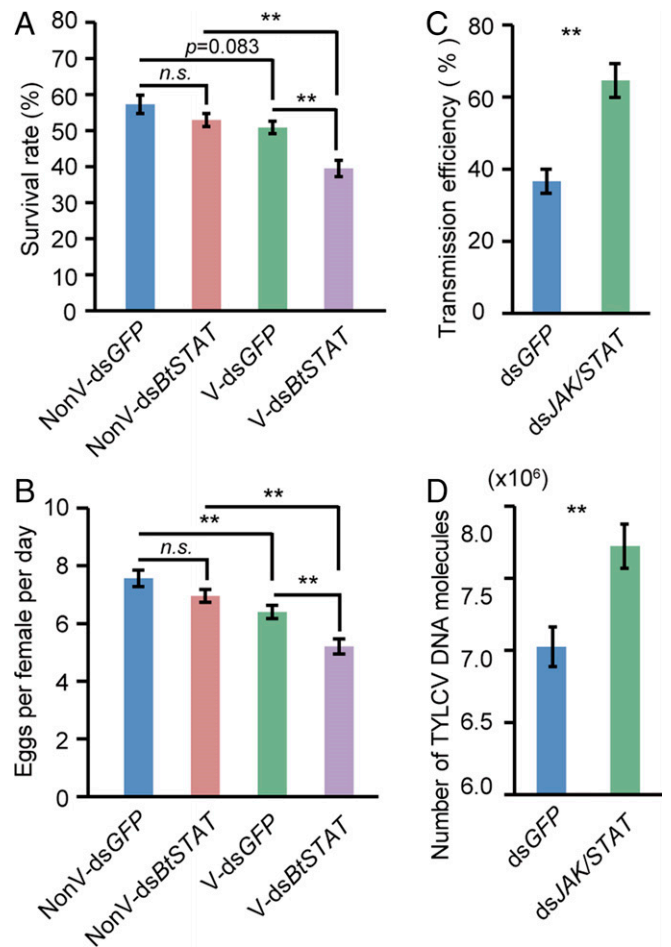 A
Survival rate (%)
80
70
60
50
40
30
20
10
0
**
p=0.083
n.s.
**
NonV-dsGFP
NonV-dsBtSTAT
V-dsGFP
V-dsBtSTAT
B
Eggs per female per day
10
8
6
4
2
0
**
**
n.s.
**
NonV-dsGFP
NonV-dsBtSTAT
V-dsGFP
V-dsBtSTAT
C
Transmission efficiency ( % )
80
60
40
20
0
**
dsGFP
dsJAK/STAT
D
(x10⁶)
Number of TYLCV DNA molecules
8.0
7.5
7.0
6.5
6.0
**
dsGFP
dsJAK/STAT